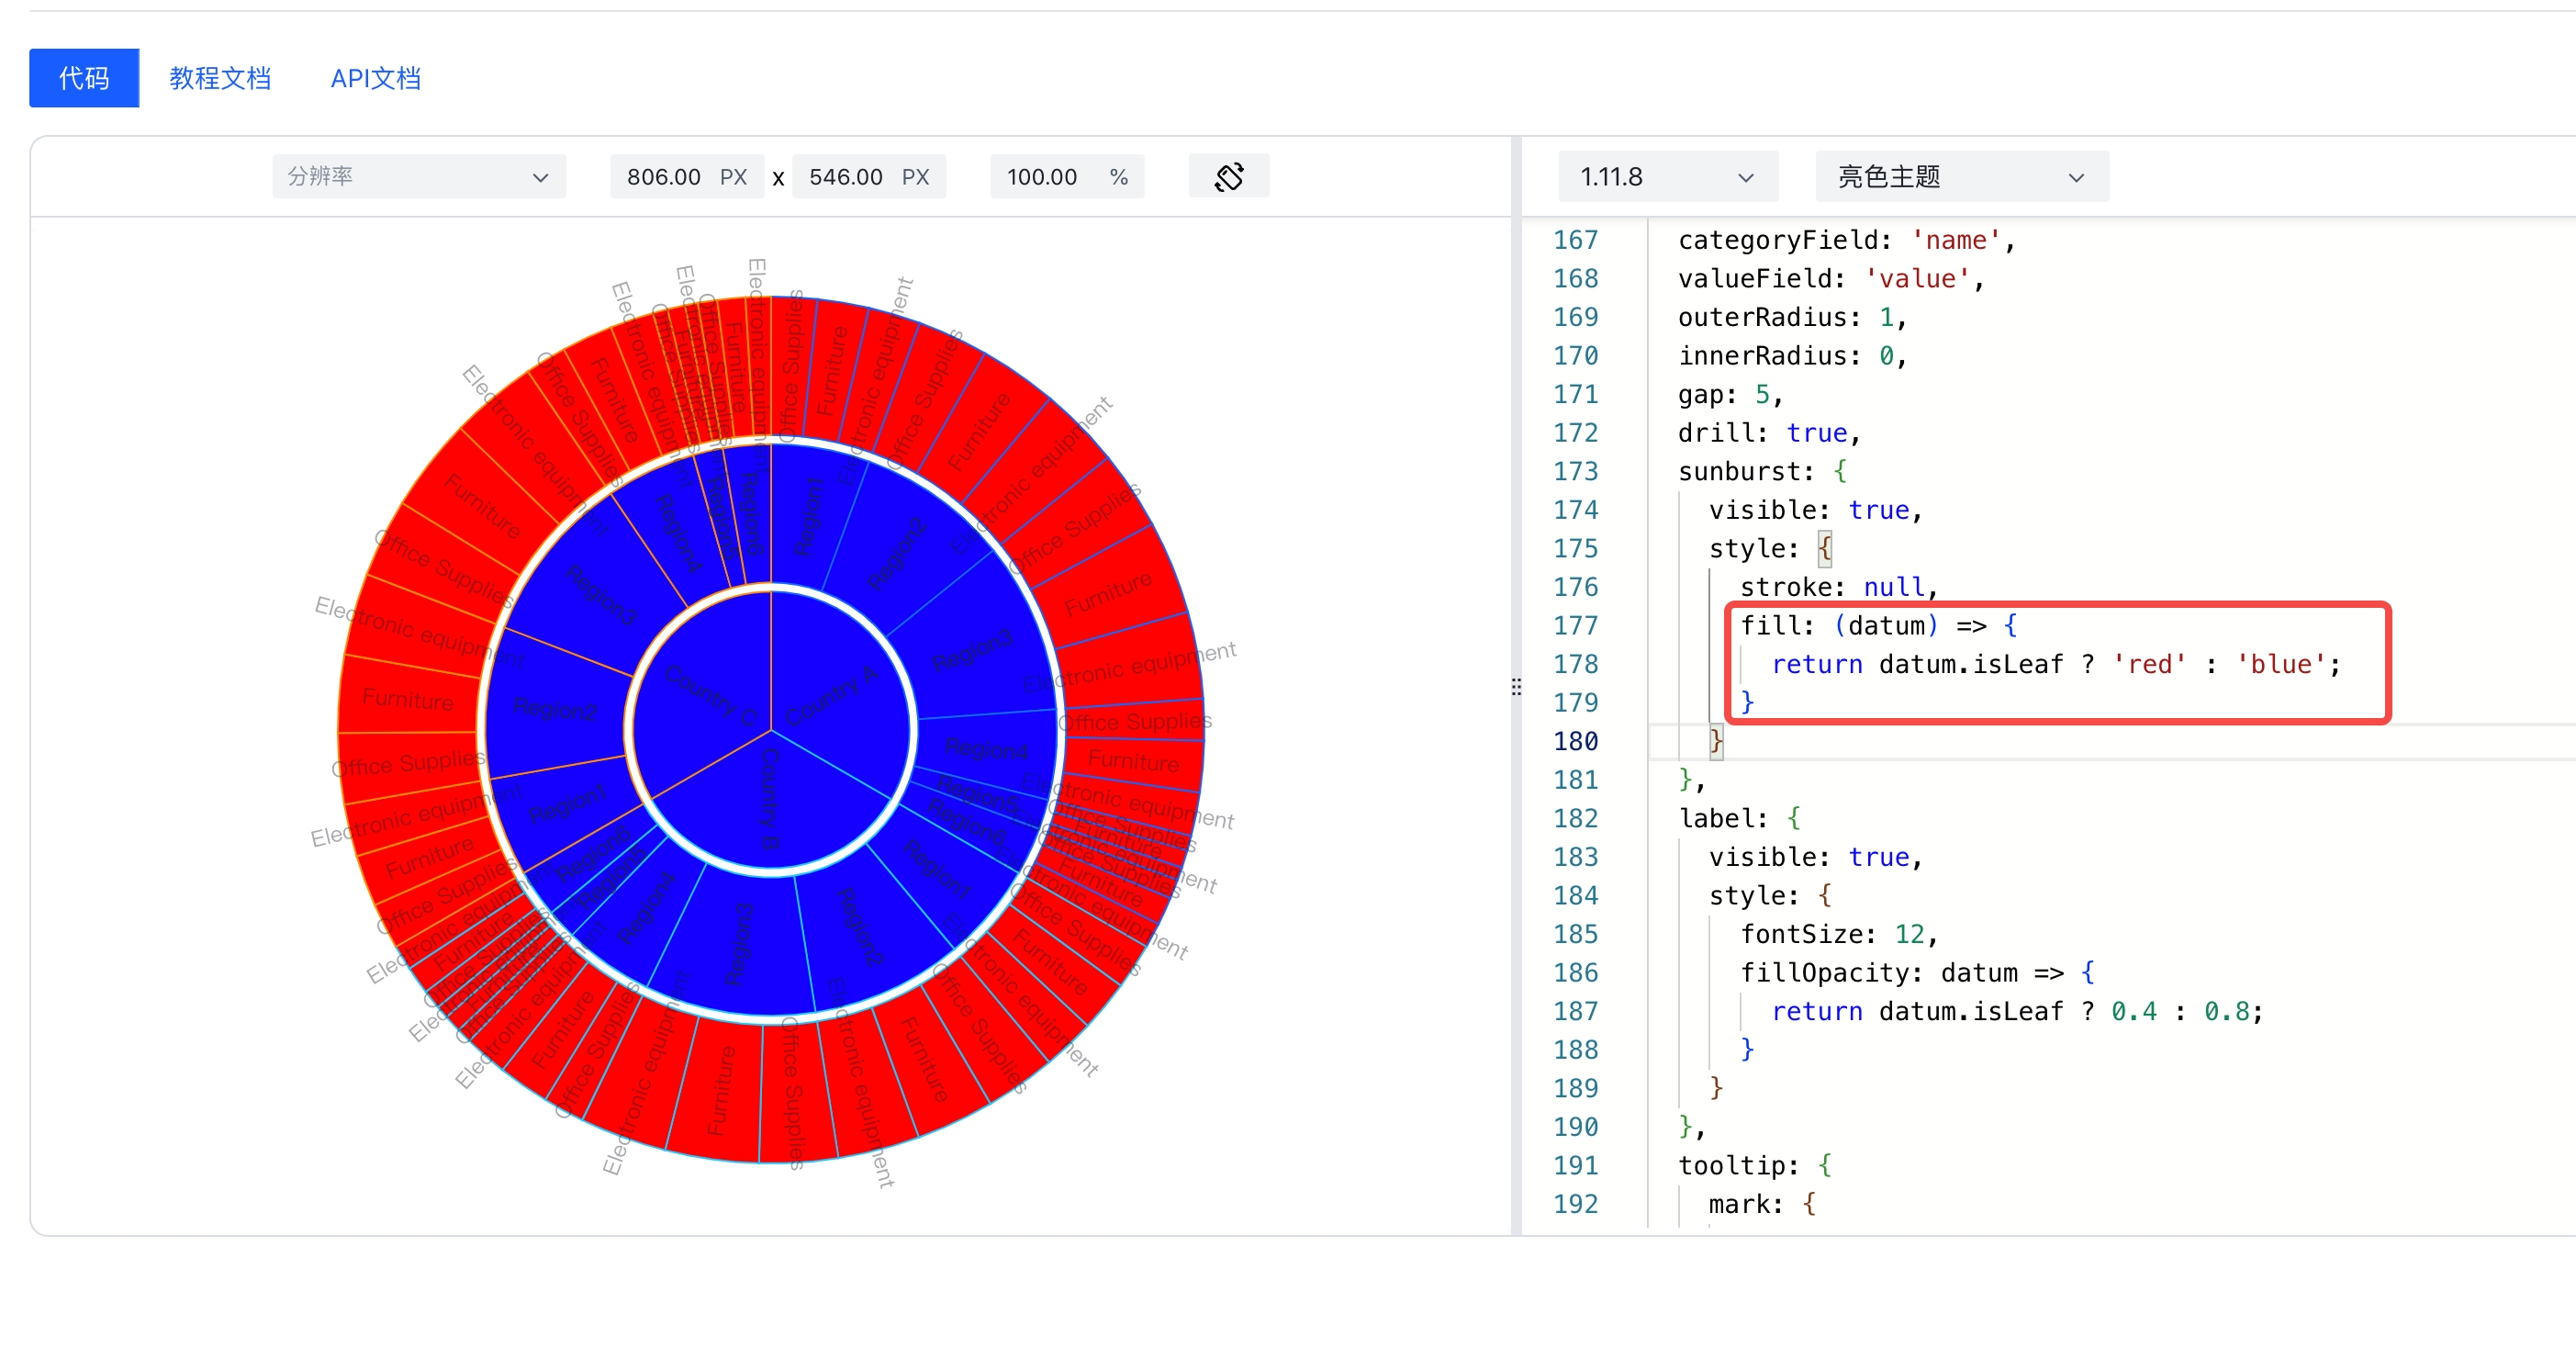 代码 教程文档 API文档
分辨率 806.00 PX x 546.00 PX 100.00 %
1.11.8 亮色主题
Electronic equipment
Office Supplies
Furniture
Electronic equipment
Office Supplies
Furniture
Electronic equipment
Office Supplies
Furniture
Electronic equipment
Office Supplies
Furniture
Electronic equipment
Office Supplies
Furniture
Electronic equipment
Office Supplies
Furniture
Electronic equipment
Office Supplies
Furniture
Electronic equipment
Office Supplies
Furniture
Electronic equipment
Office Supplies
Furniture
Electronic equipment
Office Supplies
Furniture
Electronic equipment
Office Supplies
Furniture
Region1
Region2
Region3
Region4
Region5
Region6
Region1
Region2
Region3
Region4
Region5
Region6
Region1
Region2
Region3
Region4
Region6
Country A
Country B
Country C
167 categoryField: 'name',
168 valueField: 'value',
169 outerRadius: 1,
170 innerRadius: 0,
171 gap: 5,
172 drill: true,
173 sunburst: {
174 visible: true,
175 style: {
176 stroke: null,
177 fill: (datum) => {
178 return datum.isLeaf ? 'red' : 'blue';
179 }
180 }
181 },
182 label: {
183 visible: true,
184 style: {
185 fontSize: 12,
186 fillOpacity: datum => {
187 return datum.isLeaf ? 0.4 : 0.8;
188 }
189 }
190 },
191 tooltip: {
192 mark: {